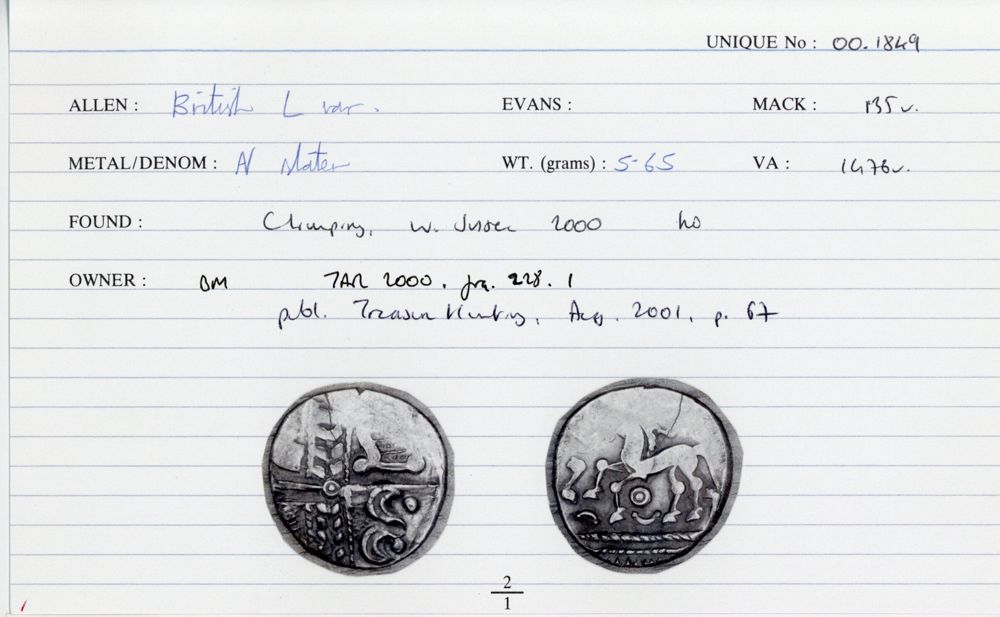 UNIQUE No : 00.1849
ALLEN : British L var. EVANS : MACK : 135 v.
METAL/DENOM : AV Stater WT. (grams) : 5.65 VA : 1476v.
FOUND : Climping, W. Sussex 2000 ho
OWNER : BM TAR 2000, fig. 228.1
publ. Treasure Hunting, Aug. 2001, p. 67
2
1